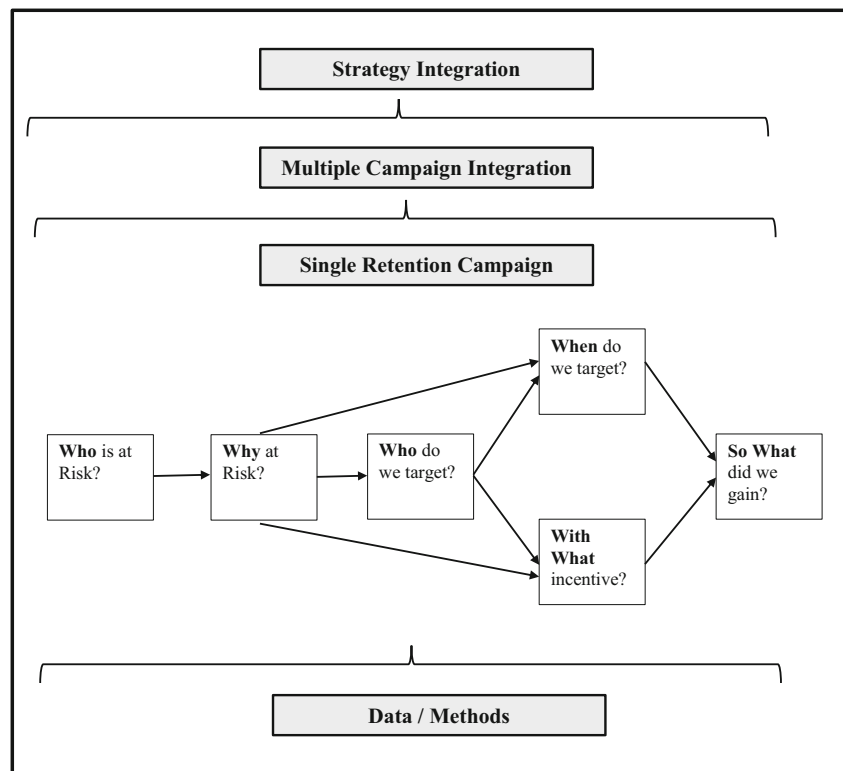 Strategy Integration
Multiple Campaign Integration
Single Retention Campaign
When do
we target?
Who is at
Risk?
Why at
Risk?
Who do
we target?
So What
did we
gain?
With
What
incentive?
Data / Methods